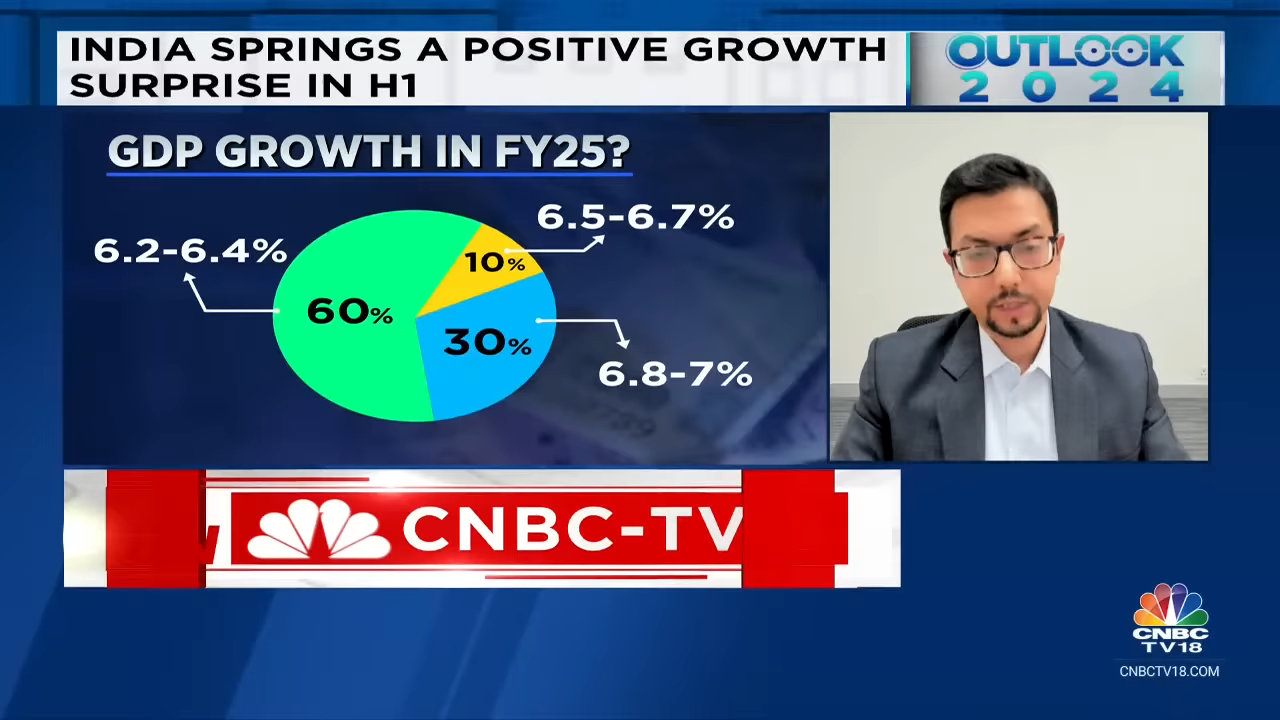 INDIA SPRINGS A POSITIVE GROWTH
SURPRISE IN H1
OUTLOOK
2024
GDP GROWTH IN FY25?
6.5-6.7%
6.2-6.4%
10%
60%
30%
6.8-7%
CNBC-TV
CNBC
TV18
CNBCTV18.COM